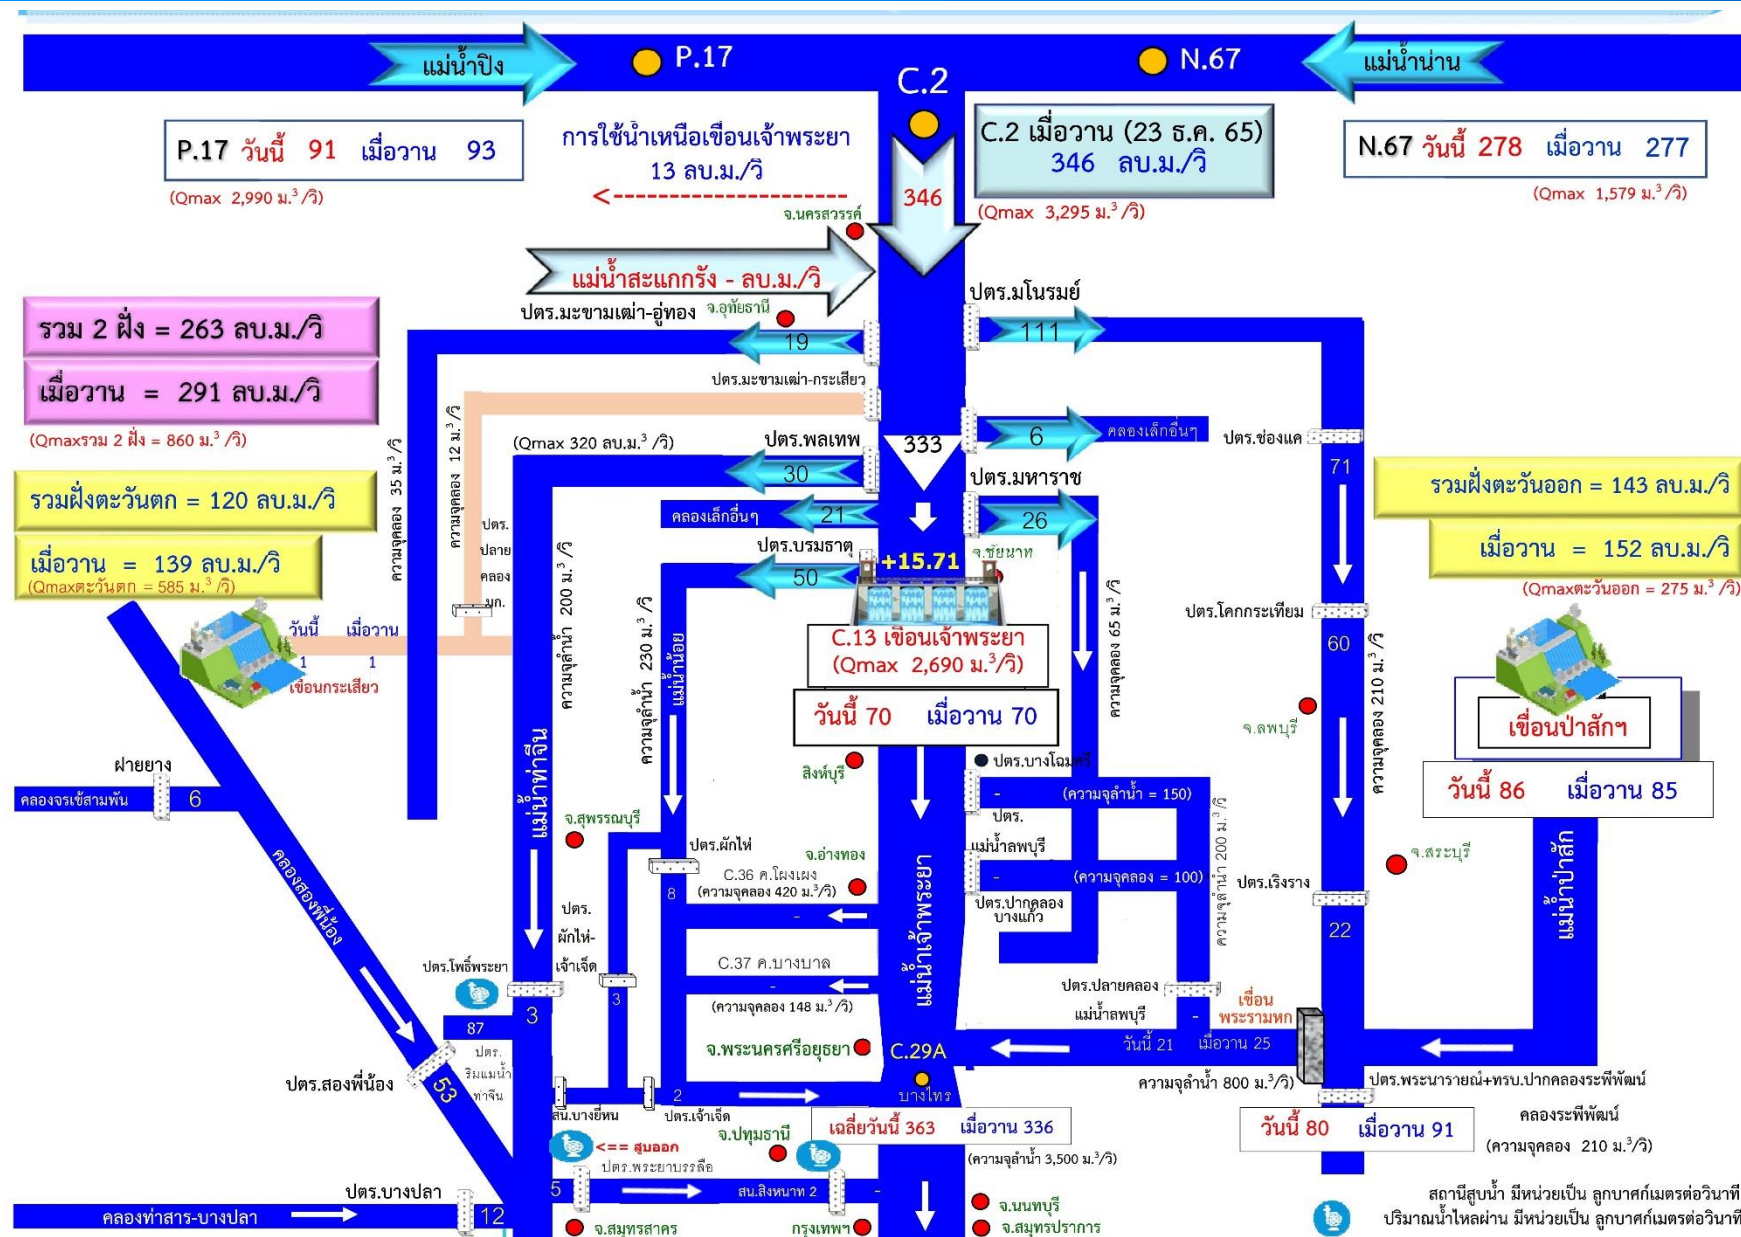 แม่น้ำปิง
P.17
N.67
แม่น้ำน่าน
C.2
P.17 วันนี้ 91 เมื่อวาน 93
(Qmax 2,990 ม.³/วิ)
การใช้น้ำเหนือเขื่อนเจ้าพระยา
13 ลบ.ม./วิ
346
C.2 เมื่อวาน (23 ธ.ค. 65)
346 ลบ.ม./วิ
(Qmax 3,295 ม.³/วิ)
N.67 วันนี้ 278 เมื่อวาน 277
(Qmax 1,579 ม.³/วิ)
จ.นครสวรรค์
แม่น้ำสะแกกรัง - ลบ.ม./วิ
ปตร.มโนรมย์
111
ปตร.มะขามเฒ่า-อู่ทอง
จ.อุทัยธานี
19
รวม 2 ฝั่ง = 263 ลบ.ม./วิ
เมื่อวาน = 291 ลบ.ม./วิ
(Qmaxรวม 2 ฝั่ง = 860 ม.³/วิ)
ปตร.มะขามเฒ่า-กระเสียว
ความจุคลอง 35 ม.³/วิ
ความจุคลอง 12 ม.³/วิ
(Qmax 320 ลบ.ม.³/วิ)
ปตร.พลเทพ
30
333
6
คลองเล็กอื่นๆ
ปตร.ช่องแค
71
รวมฝั่งตะวันตก = 120 ลบ.ม./วิ
เมื่อวาน = 139 ลบ.ม./วิ
(Qmaxตะวันตก = 585 ม.³/วิ)
รวมฝั่งตะวันออก = 143 ลบ.ม./วิ
เมื่อวาน = 152 ลบ.ม./วิ
(Qmaxตะวันออก = 275 ม.³/วิ)
ปตร.มหาราช
26
คลองเล็กอื่นๆ
21
ปตร.บรมธาตุ
50
+15.71
จ.ชัยนาท
ปตร.
ปลาย
คลอง
มก.
C.13 เขื่อนเจ้าพระยา
(Qmax 2,690 ม.³/วิ)
วันนี้ 70 เมื่อวาน 70
วันนี้ เมื่อวาน
1 1
เขื่อนกระเสียว
ความจุลำน้ำ 200 ม.³/วิ
ความจุลำน้ำ 230 ม.³/วิ
แม่น้ำน้อย
ความจุคลอง 65 ม.³/วิ
ปตร.โคกกระเทียม
60
ความจุคลอง 210 ม.³/วิ
จ.ลพบุรี
เขื่อนป่าสักฯ
วันนี้ 86 เมื่อวาน 85
แม่น้ำท่าจีน
ฝายยาง
คลองจรเข้สามพัน
6
คลองสองพี่น้อง
จ.สุพรรณบุรี
สิงห์บุรี
ปตร.บางโฉมศรี
-
(ความจุลำน้ำ = 150)
ปตร.
แม่น้ำลพบุรี
-
(ความจุคลอง = 100)
ปตร.ปากคลอง
บางแก้ว
ความจุลำน้ำ 200 ม.³/วิ
จ.สระบุรี
แม่น้ำป่าสัก
ปตร.เริงราง
22
ปตร.ผักไห่
8
จ.อ่างทอง
C.36 ค.โผงเผง
(ความจุคลอง 420 ม.³/วิ)
-
แม่น้ำเจ้าพระยา
ปตร.
ผักไห่-
เจ้าเจ็ด
3
C.37 ค.บางบาล
-
(ความจุคลอง 148 ม.³/วิ)
ปตร.โพธิ์พระยา
3
87
ปตร.
ริมแม่น้ำ
ท่าจีน
ปตร.ปลายคลอง
แม่น้ำลพบุรี
-
เขื่อน
พระรามหก
วันนี้ 21 เมื่อวาน 25
ความจุลำน้ำ 800 ม.³/วิ)
จ.พระนครศรีอยุธยา
C.29A
บางไทร
ปตร.สองพี่น้อง
53
สน.บางยี่หน
2
ปตร.เจ้าเจ็ด
เฉลี่ยวันนี้ 363 เมื่อวาน 336
(ความจุลำน้ำ 3,500 ม.³/วิ)
ปตร.พระนารายณ์+ทรบ.ปากคลองระพีพัฒน์
วันนี้ 80 เมื่อวาน 91
คลองระพีพัฒน์
(ความจุคลอง 210 ม.³/วิ)
<== สูบออก
จ.ปทุมธานี
ปตร.พระยาบรรลือ
5
สน.สิงหนาท 2
-
ปตร.บางปลา
คลองท่าสาร-บางปลา
12
จ.สมุทรสาคร
กรุงเทพฯ
จ.นนทบุรี
จ.สมุทรปราการ
สถานีสูบน้ำ มีหน่วยเป็น ลูกบาศก์เมตรต่อวินาที
ปริมาณน้ำไหลผ่าน มีหน่วยเป็น ลูกบาศก์เมตรต่อวินาที